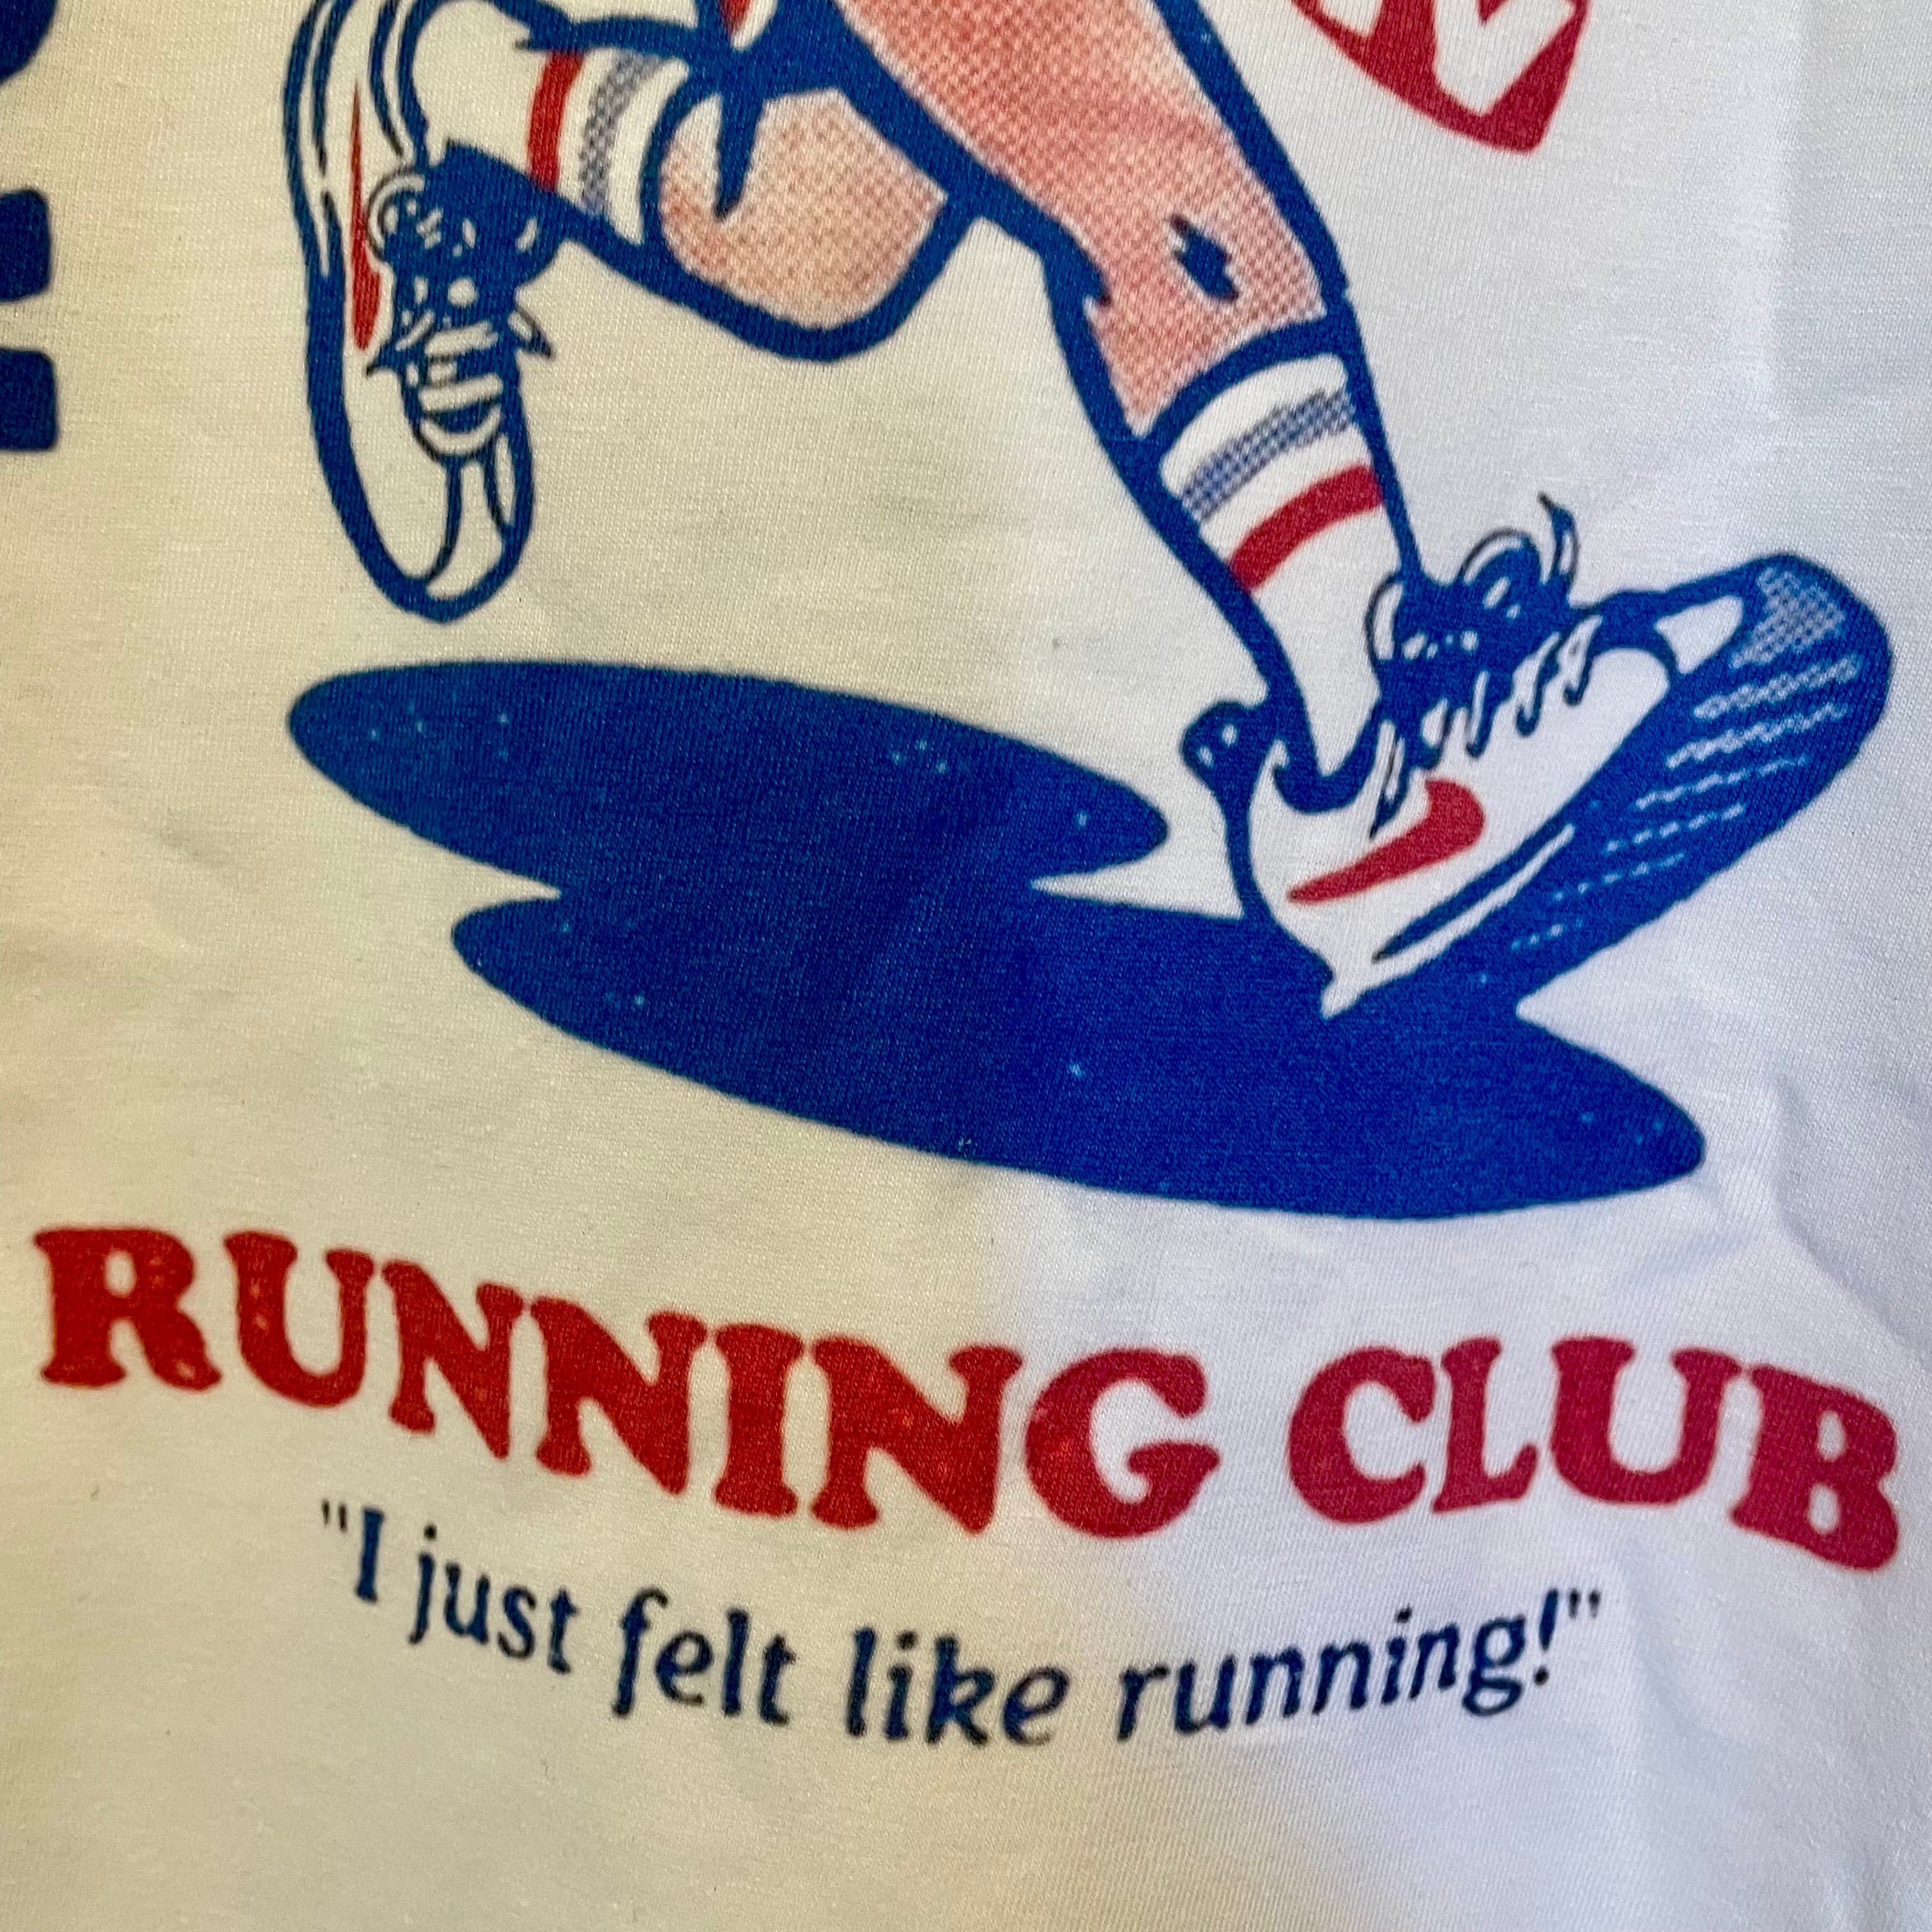 RUNNING CLUB
"I just felt like running!"